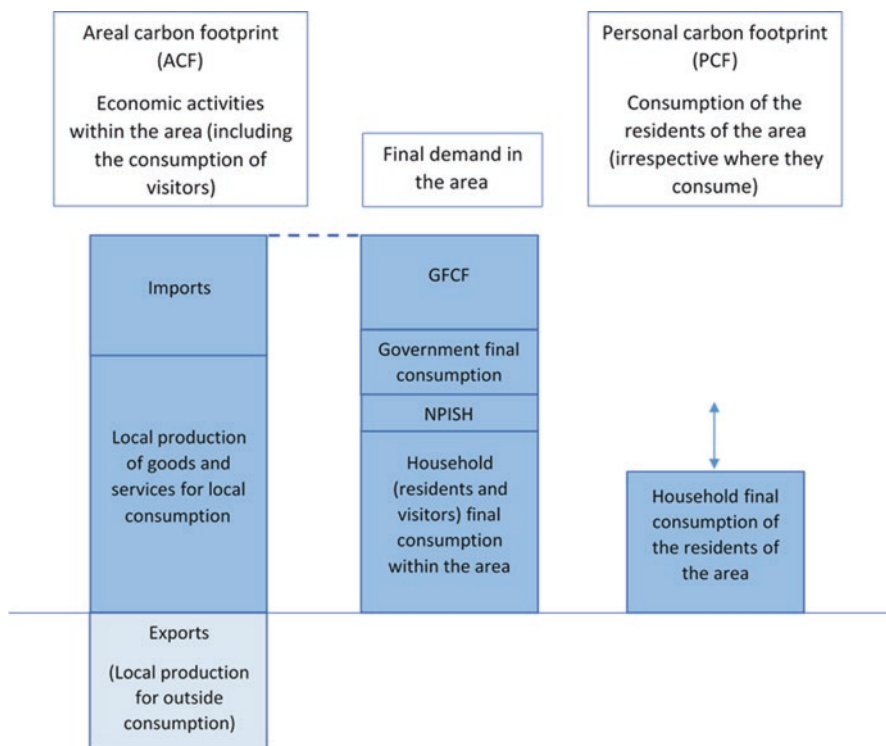 Areal carbon footprint
(ACF)
Economic activities
within the area (including
the consumption of
visitors)
Final demand in
the area
Personal carbon footprint
(PCF)
Consumption of the
residents of the area
(irrespective where they
consume)
Imports
Local production
of goods and
services for local
consumption
Exports
(Local production
for outside
consumption)
GFCF
Government final
consumption
NPISH
Household
(residents and
visitors) final
consumption
within the area
Household final
consumption of
the residents of
the area